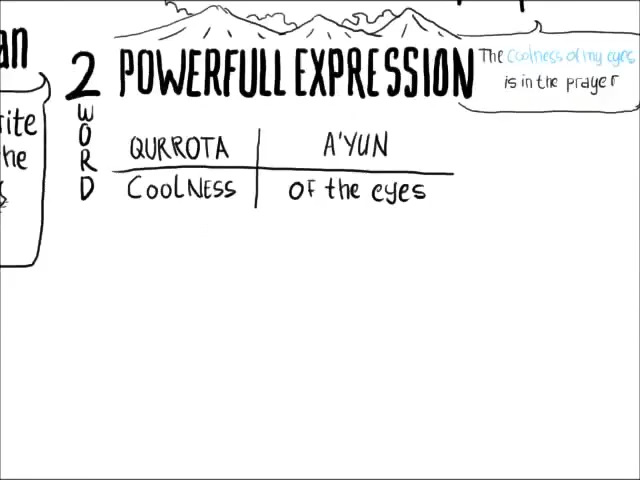 an
rite
he
2 WORD
POWERFULL EXPRESSION
QURROTA A'YUN
COOLNESS OF the eyes
The coolness of my eyes
is in the prayer